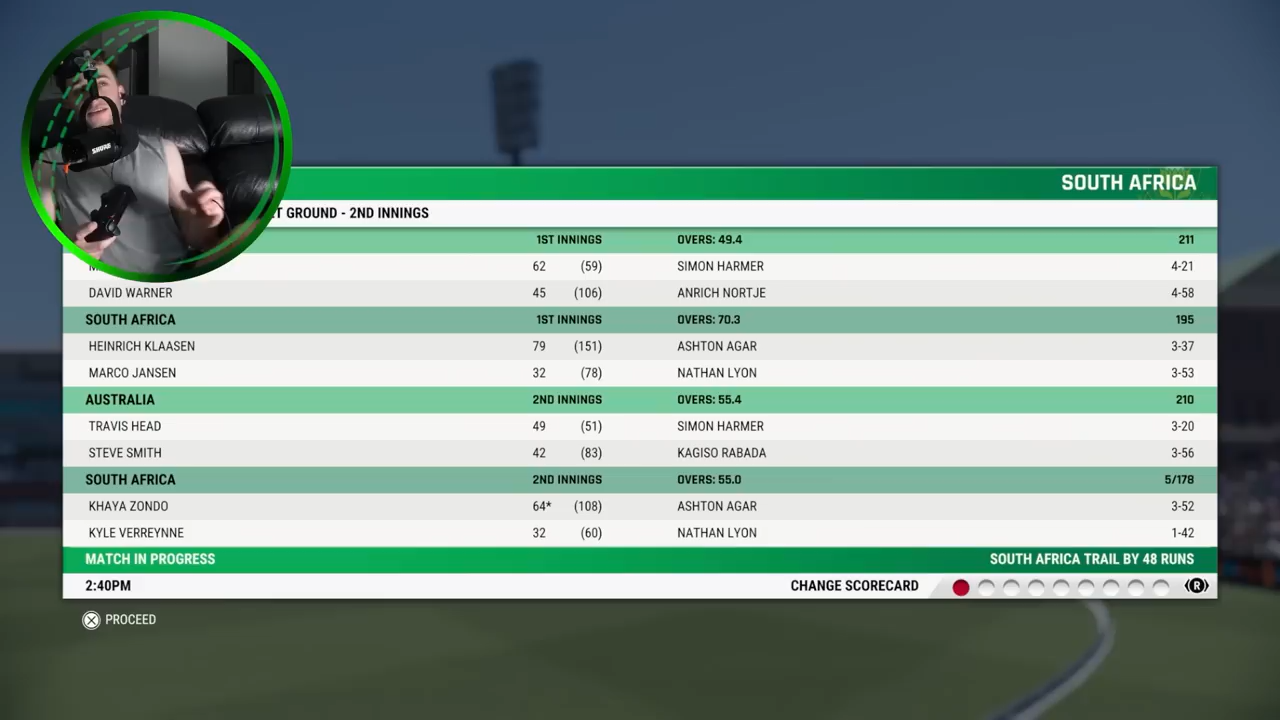 SHURE
SOUTH AFRICA
GROUND - 2ND INNINGS
1ST INNINGS OVERS: 49.4 211
62 (59) SIMON HARMER 4-21
DAVID WARNER 45 (106) ANRICH NORTJE 4-58
SOUTH AFRICA 1ST INNINGS OVERS: 70.3 195
HEINRICH KLAASEN 79 (151) ASHTON AGAR 3-37
MARCO JANSEN 32 (78) NATHAN LYON 3-53
AUSTRALIA 2ND INNINGS OVERS: 55.4 210
TRAVIS HEAD 49 (51) SIMON HARMER 3-20
STEVE SMITH 42 (83) KAGISO RABADA 3-56
SOUTH AFRICA 2ND INNINGS OVERS: 55.0 5/178
KHAYA ZONDO 64* (108) ASHTON AGAR 3-52
KYLE VERREYNNE 32 (60) NATHAN LYON 1-42
MATCH IN PROGRESS SOUTH AFRICA TRAIL BY 48 RUNS
2:40PM CHANGE SCORECARD R
PROCEED